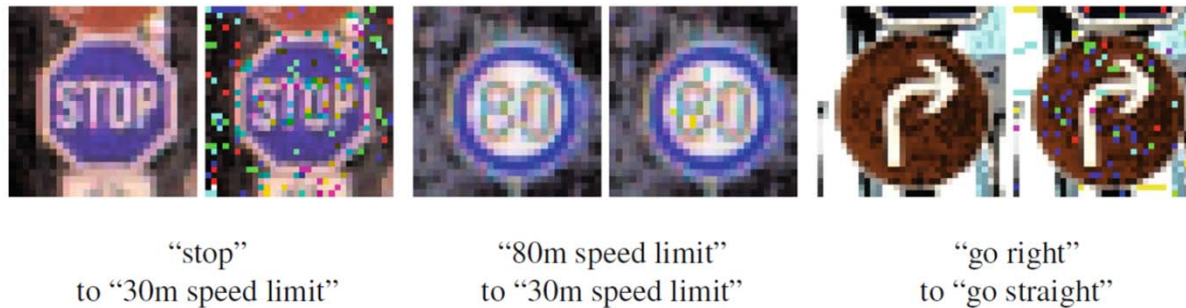 STOP STOP 80 80
“stop” “80m speed limit” “go right”
to “30m speed limit” to “30m speed limit” to “go straight”